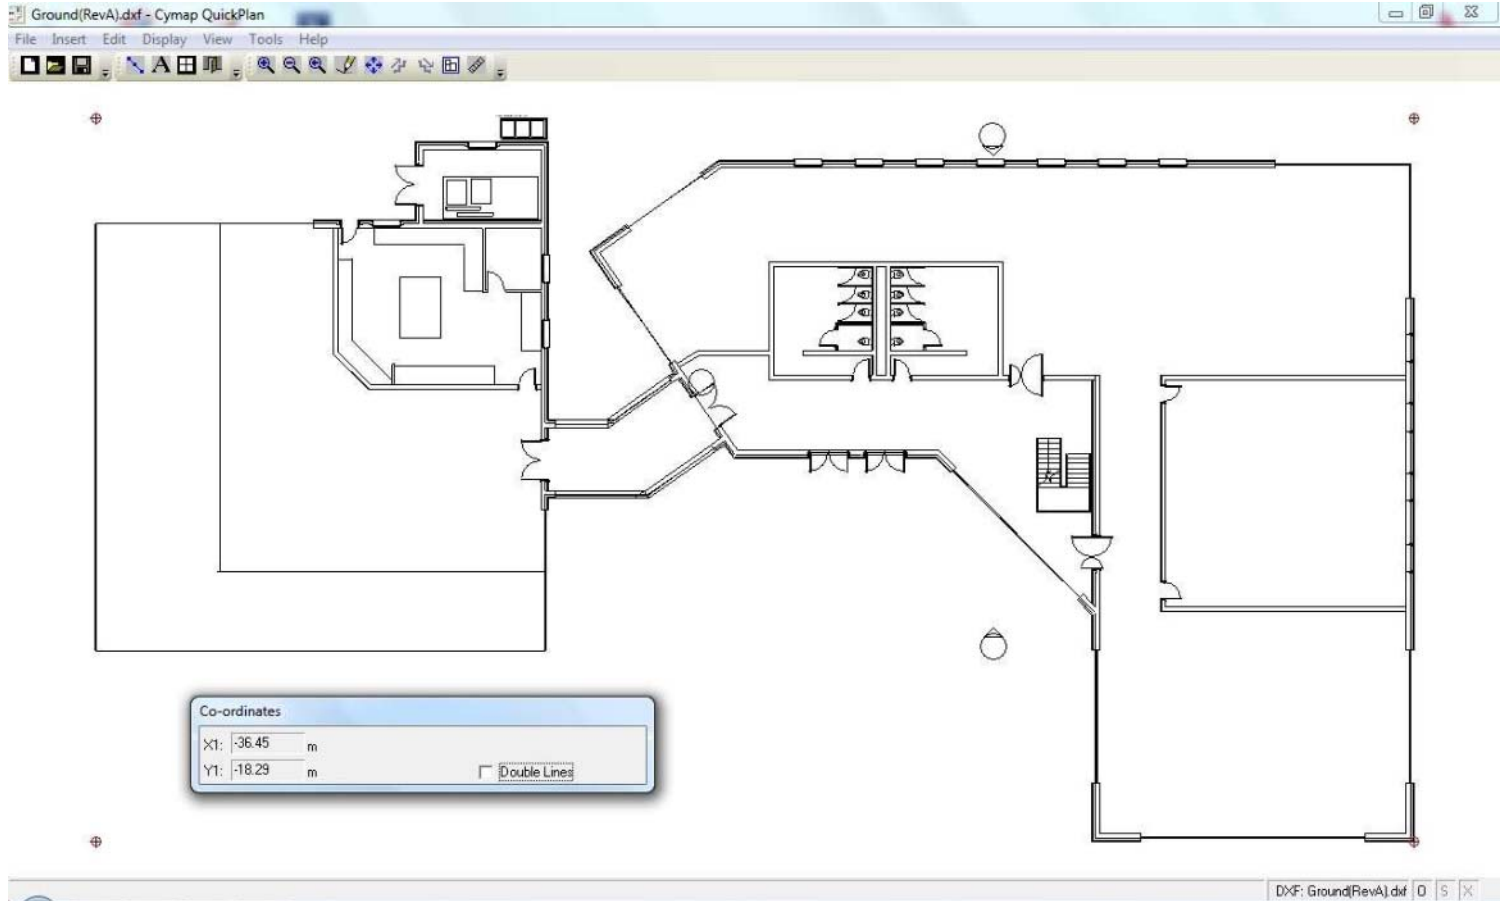 Ground(RevA).dxf - Cymap QuickPlan
File Insert Edit Display View Tools Help
A
Co-ordinates
X1: -36.45 m
Y1: -18.29 m Double Lines
DXF: Ground(RevA).dxf O S X